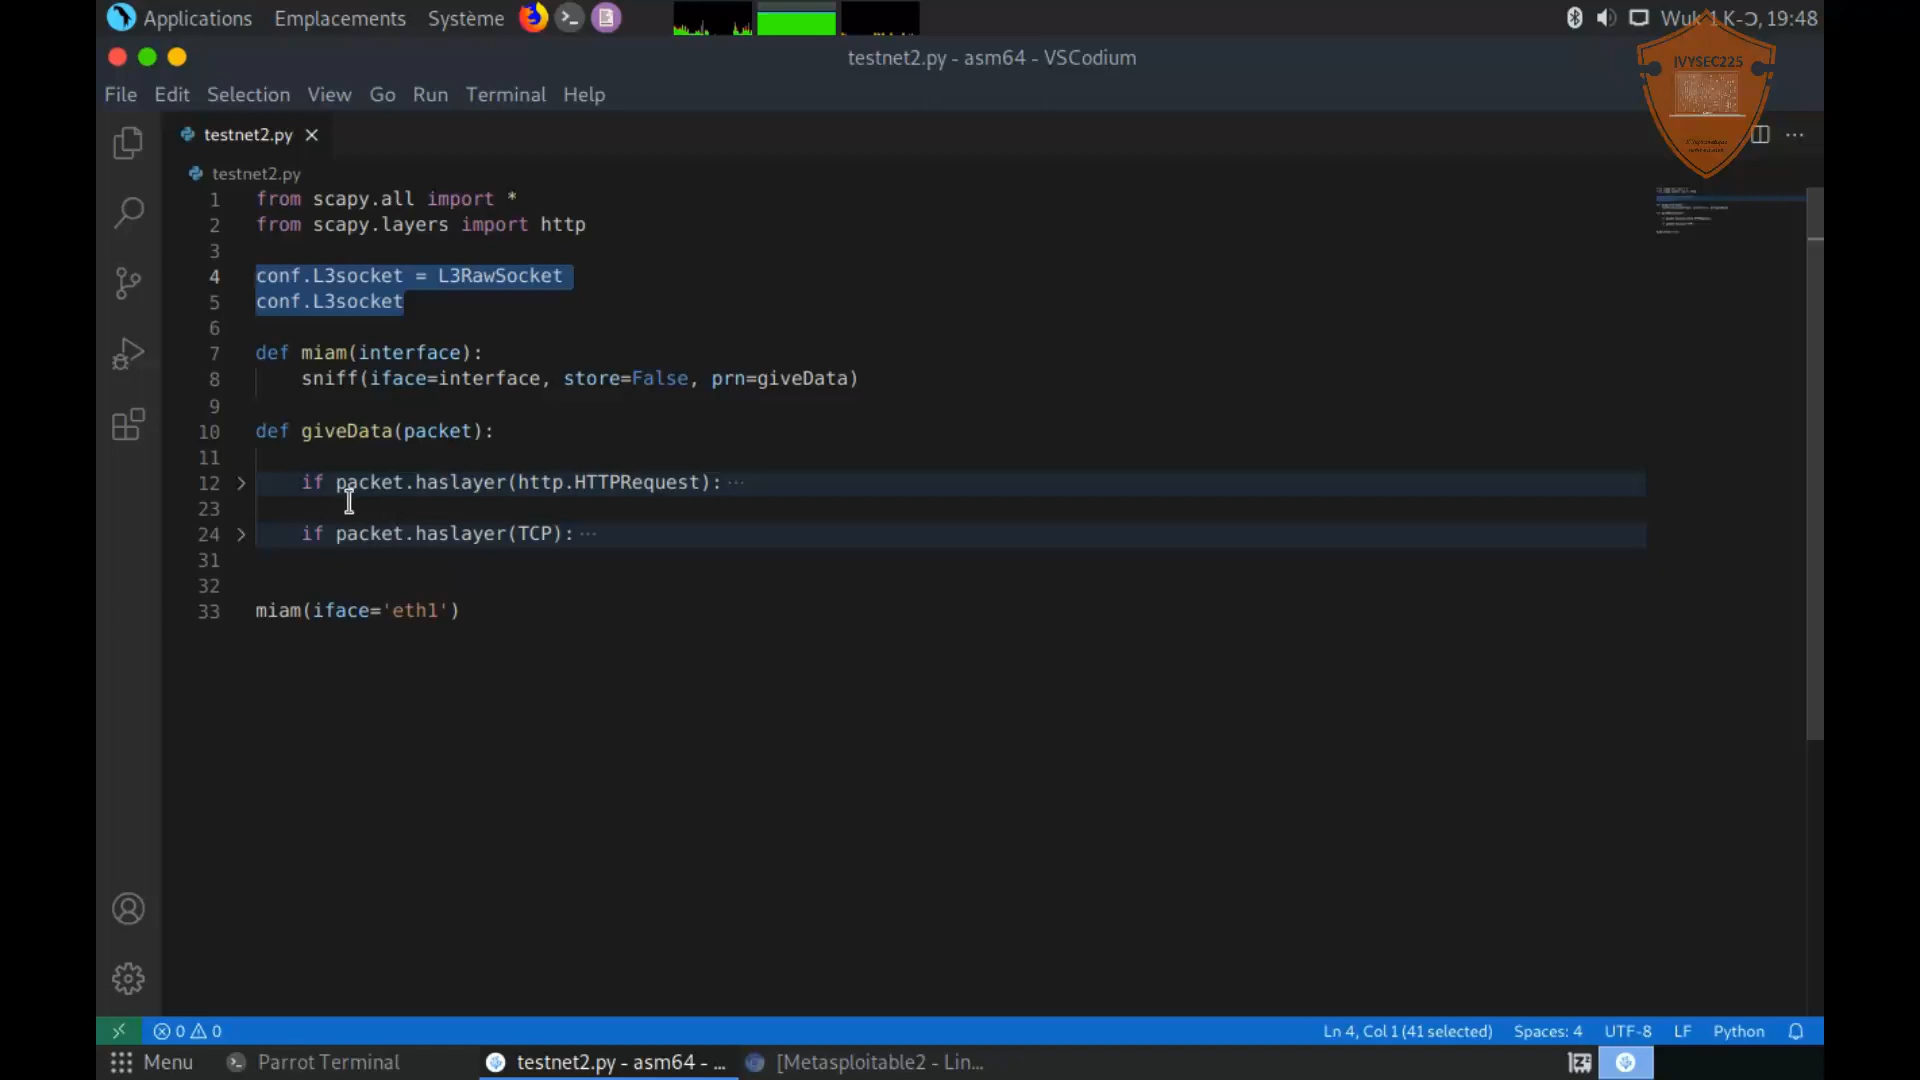 Applications Emplacements Système
Wuk 1 K-Ɔ, 19:48
testnet2.py - asm64 - VSCodium
IVYSEC225
File Edit Selection View Go Run Terminal Help
testnet2.py
testnet2.py
1 from scapy.all import *
2 from scapy.layers import http
3
4 conf.L3socket = L3RawSocket
5 conf.L3socket
6
7 def miam(interface):
8 sniff(iface=interface, store=False, prn=giveData)
9
10 def giveData(packet):
11
12 if packet.haslayer(http.HTTPRequest): ···
23
24 if packet.haslayer(TCP): ···
31
32
33 miam(iface='eth1')
0 0 Ln 4, Col 1 (41 selected) Spaces: 4 UTF-8 LF Python
Menu Parrot Terminal testnet2.py - asm64 - ... [Metasploitable2 - Lin...